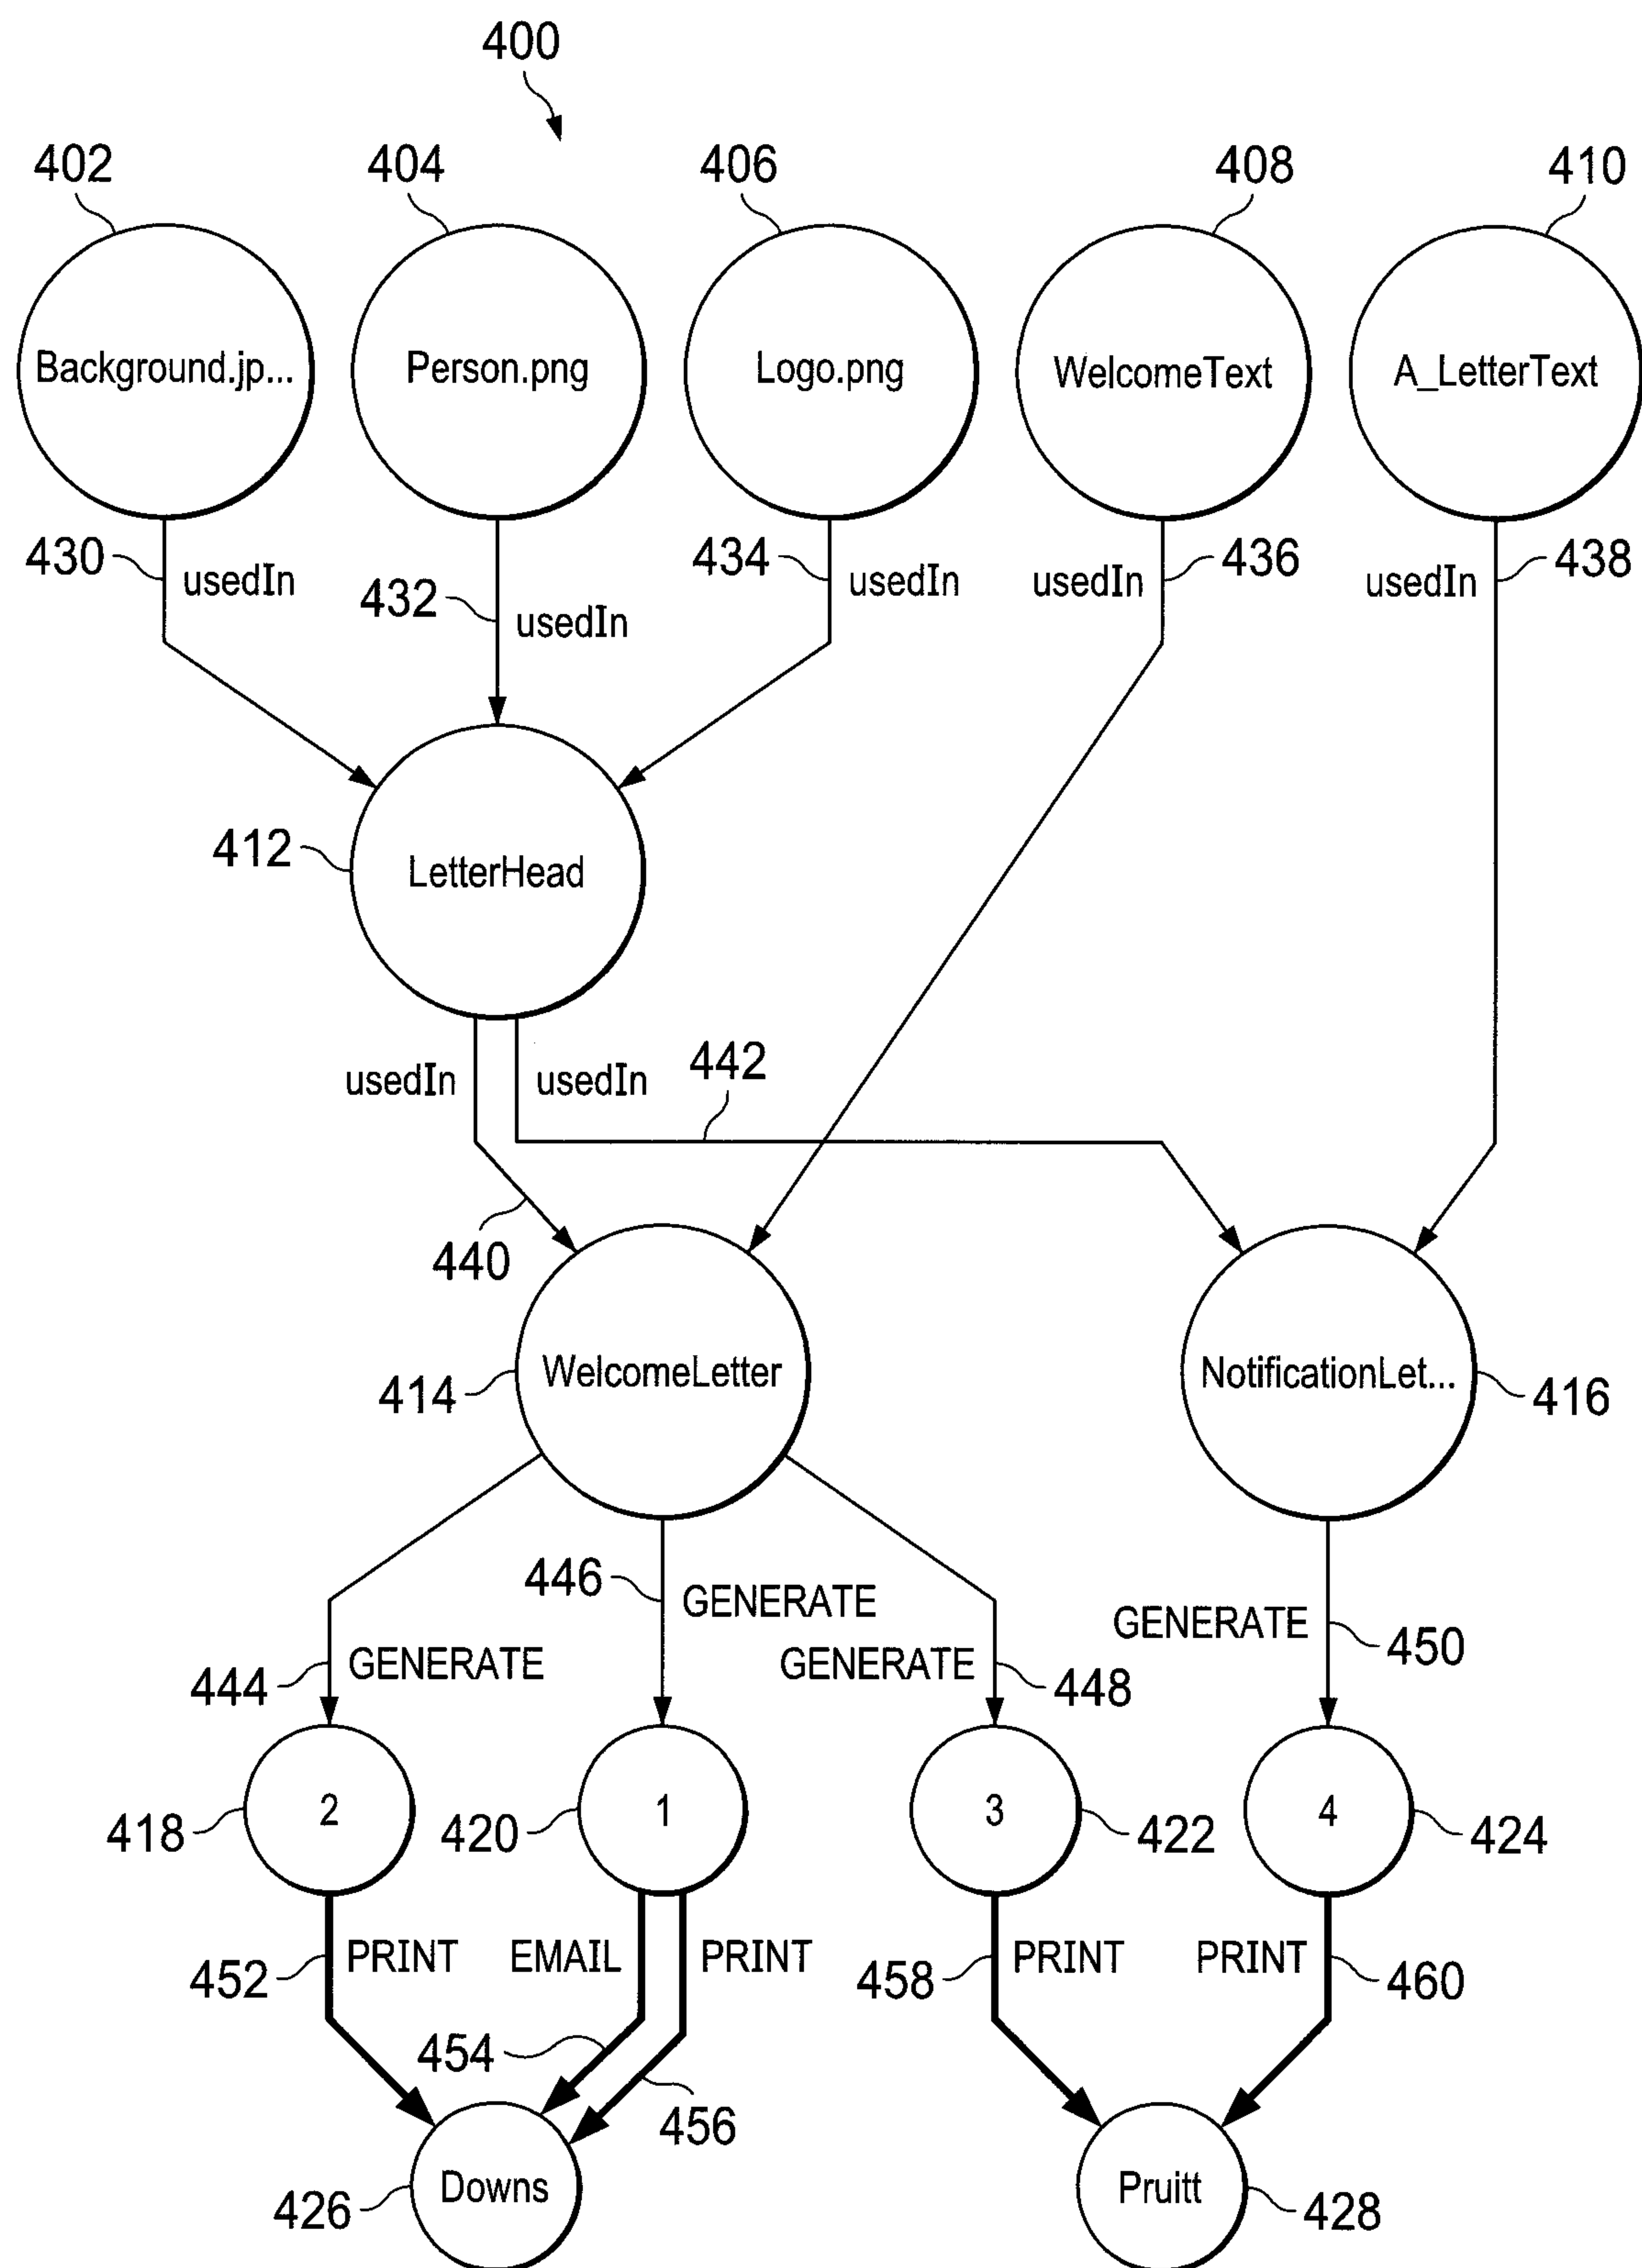 400
402 404 406 408 410
Background.jp... Person.png Logo.png WelcomeText A_LetterText
430 usedIn 432 usedIn 434 usedIn usedIn 436 usedIn 438
412 LetterHead
usedIn usedIn 442
440
414 WelcomeLetter NotificationLet... 416
446 GENERATE GENERATE 450
444 GENERATE GENERATE 448
418 2 420 1 3 422 4 424
452 PRINT EMAIL PRINT 458 PRINT PRINT 460
454
456
426 Downs Pruitt 428